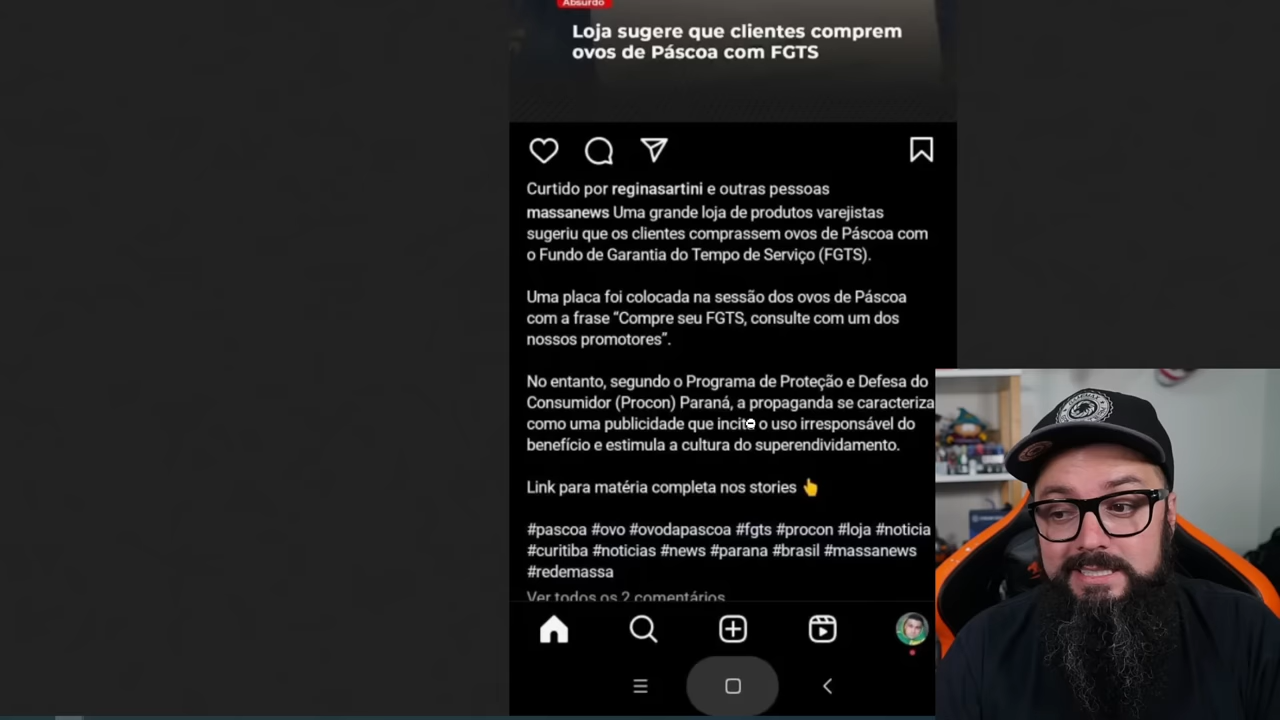 Absurdo
Loja sugere que clientes comprem
ovos de Páscoa com FGTS
Curtido por reginasartini e outras pessoas
massanews Uma grande loja de produtos varejistas
sugeriu que os clientes comprassem ovos de Páscoa com
o Fundo de Garantia do Tempo de Serviço (FGTS).
Uma placa foi colocada na sessão dos ovos de Páscoa
com a frase “Compre seu FGTS, consulte com um dos
nossos promotores”.
No entanto, segundo o Programa de Proteção e Defesa do
Consumidor (Procon) Paraná, a propaganda se caracteriza
como uma publicidade que incita o uso irresponsável do
benefício e estimula a cultura do superendividamento.
Link para matéria completa nos stories 👆
#pascoa #ovo #ovodapascoa #fgts #procon #loja #noticia
#curitiba #noticias #news #parana #brasil #massanews
#redemassa
Ver todos os 2 comentários